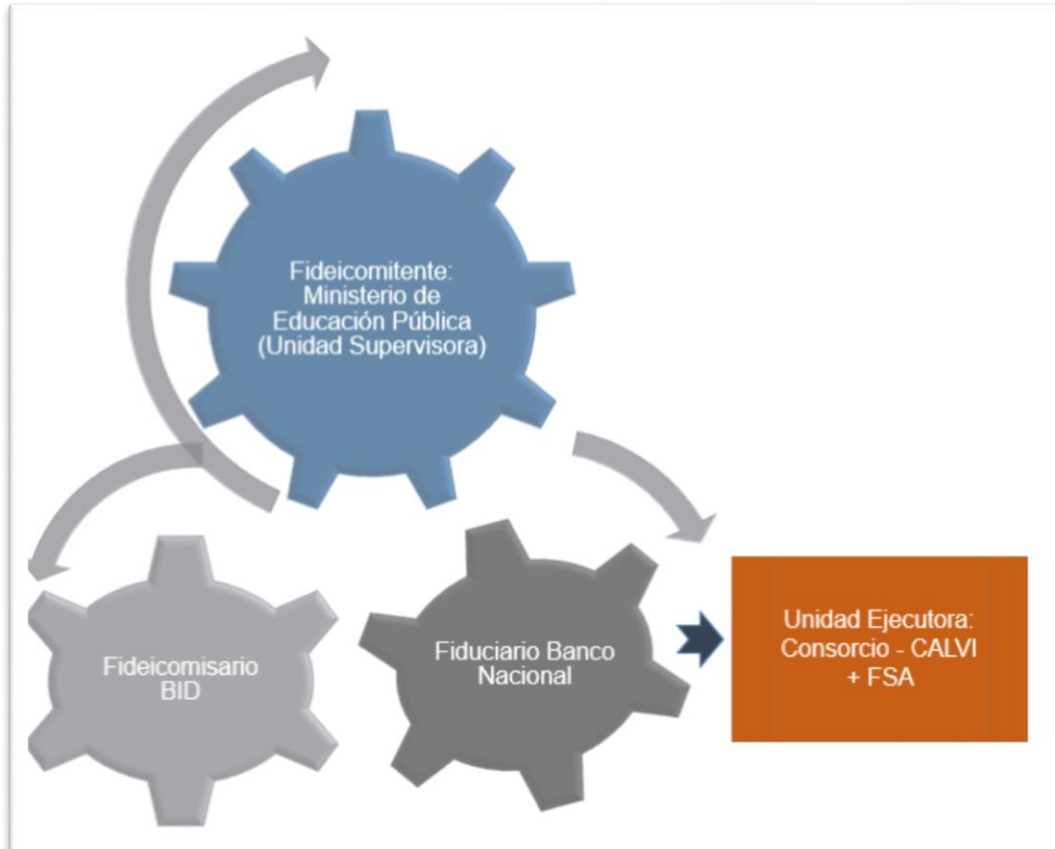 Fideicomitente:
Ministerio de
Educación Pública
(Unidad Supervisora)
Fideicomisario
BID
Fiduciario Banco
Nacional
Unidad Ejecutora:
Consorcio - CALVI
+ FSA